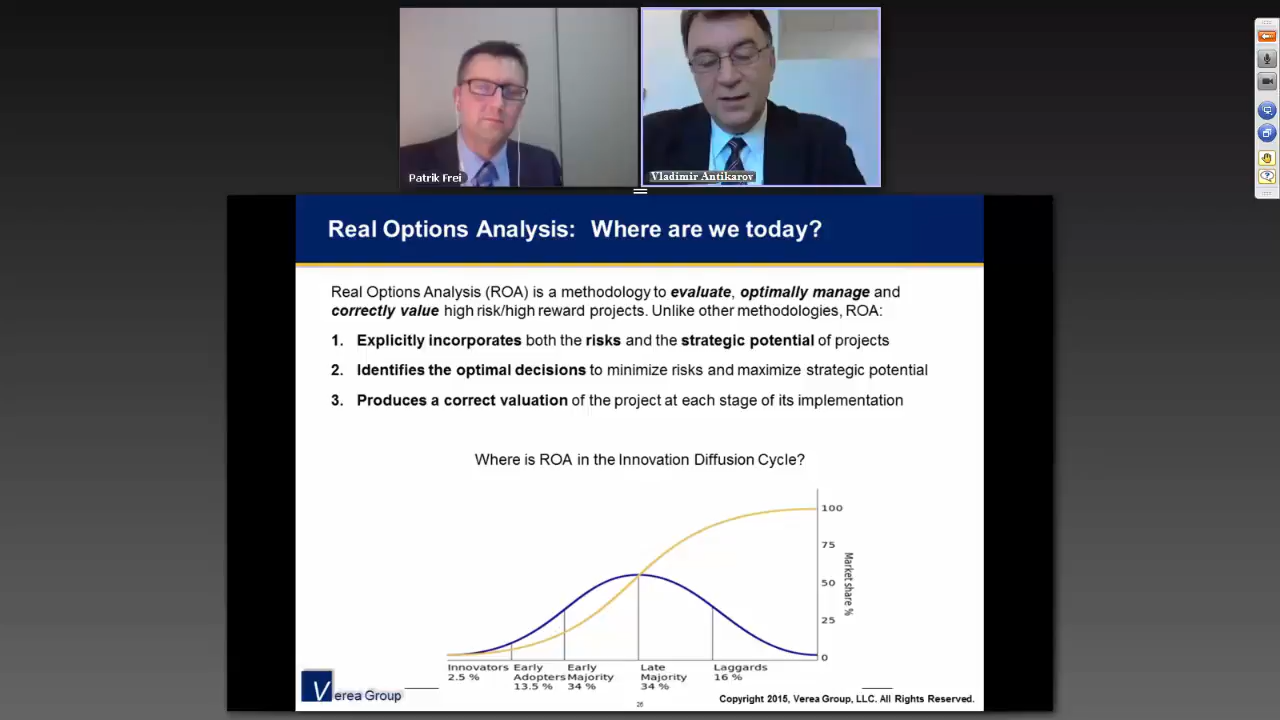 Patrik Frei
Vladimir Antikarov
Real Options Analysis: Where are we today?
Real Options Analysis (ROA) is a methodology to evaluate, optimally manage and
correctly value high risk/high reward projects. Unlike other methodologies, ROA:
1. Explicitly incorporates both the risks and the strategic potential of projects
2. Identifies the optimal decisions to minimize risks and maximize strategic potential
3. Produces a correct valuation of the project at each stage of its implementation
Where is ROA in the Innovation Diffusion Cycle?
100
75
50
25
0
Market share %
Innovators
2.5 %
Early
Adopters
13.5 %
Early
Majority
34 %
Late
Majority
34 %
Laggards
16 %
Verea Group
26
Copyright 2015, Verea Group, LLC. All Rights Reserved.